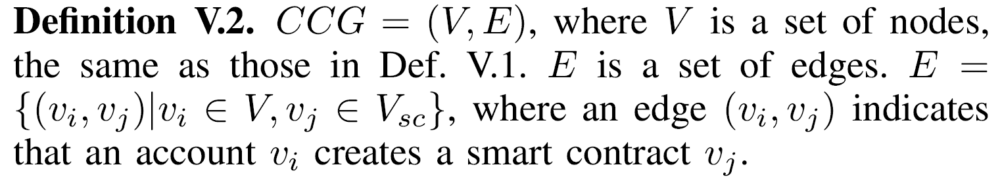 Definition V.2. CCG = (V, E), where V is a set of nodes,
the same as those in Def. V.1. E is a set of edges. E =
{(v_i, v_j)|v_i ∈ V, v_j ∈ V_{sc}}, where an edge (v_i, v_j) indicates
that an account v_i creates a smart contract v_j.